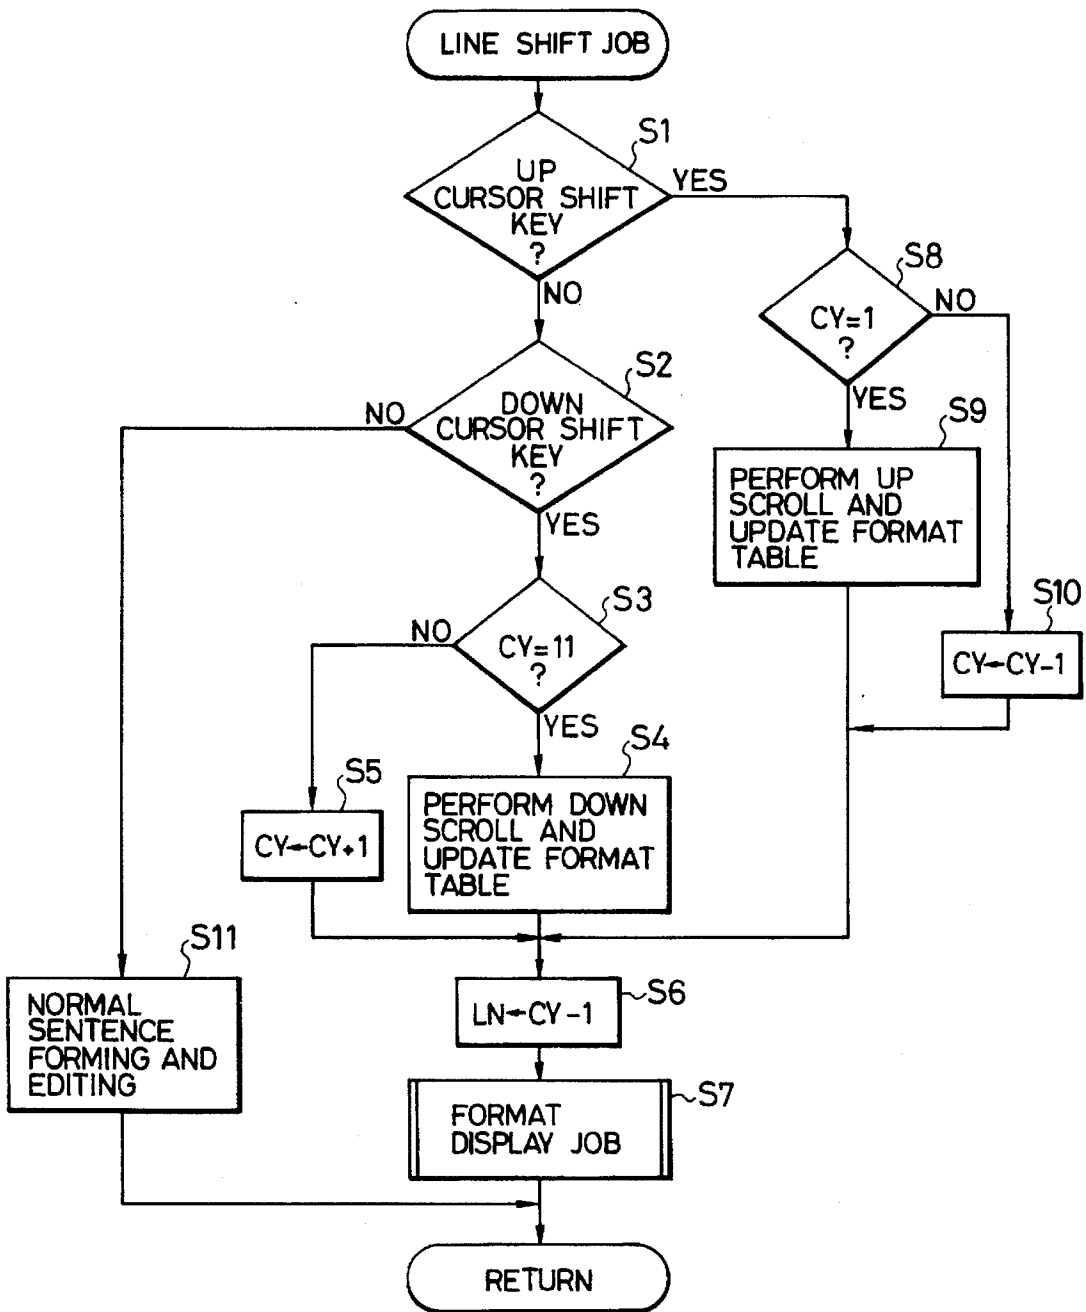 LINE SHIFT JOB
S1
UP
CURSOR SHIFT
KEY
?
YES
NO
S8
CY=1
?
NO
YES
S2
DOWN
CURSOR SHIFT
KEY
?
NO
YES
S9
PERFORM UP
SCROLL AND
UPDATE FORMAT
TABLE
S3
CY=11
?
NO
YES
S10
CY←CY-1
S5
CY←CY+1
S4
PERFORM DOWN
SCROLL AND
UPDATE FORMAT
TABLE
S11
NORMAL
SENTENCE
FORMING AND
EDITING
S6
LN←CY-1
S7
FORMAT
DISPLAY JOB
RETURN